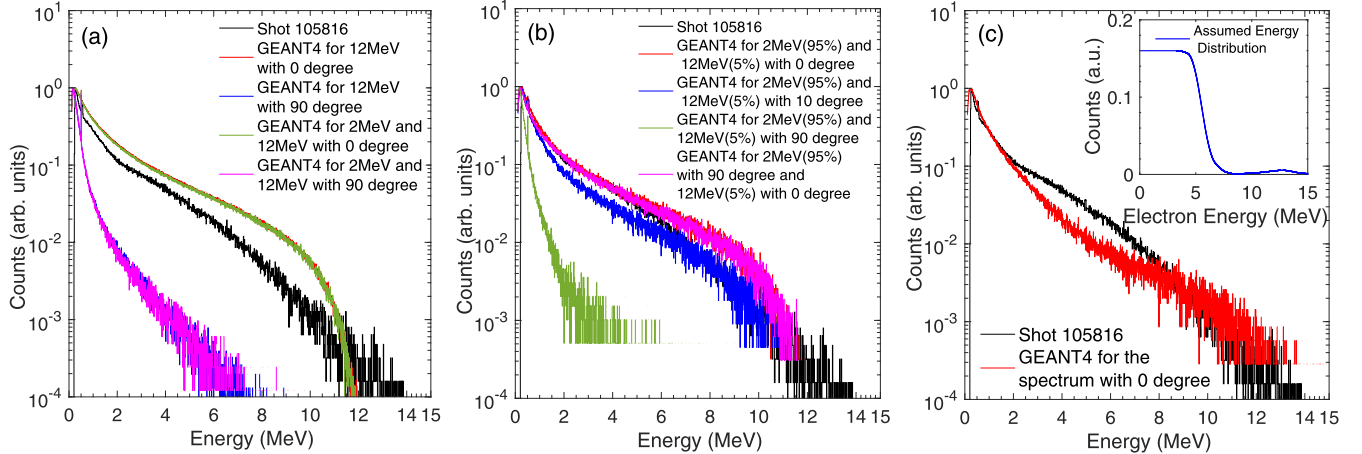 (a)
Shot 105816
GEANT4 for 12MeV
with 0 degree
GEANT4 for 12MeV
with 90 degree
GEANT4 for 2MeV and
12MeV with 0 degree
GEANT4 for 2MeV and
12MeV with 90 degree
Counts (arb. units)
10^1
10^0
10^-1
10^-2
10^-3
10^-4
0 2 4 6 8 10 12 14 15
Energy (MeV)
(b)
Shot 105816
GEANT4 for 2MeV(95%) and
12MeV(5%) with 0 degree
GEANT4 for 2MeV(95%) and
12MeV(5%) with 10 degree
GEANT4 for 2MeV(95%) and
12MeV(5%) with 90 degree
GEANT4 for 2MeV(95%)
with 90 degree and
12MeV(5%) with 0 degree
Counts (arb. units)
10^1
10^0
10^-1
10^-2
10^-3
10^-4
0 2 4 6 8 10 12 14 15
Energy (MeV)
(c)
Assumed Energy
Distribution
Counts (a.u.)
0.2
0.1
0
0 5 10 15
Electron Energy (MeV)
Shot 105816
GEANT4 for the
spectrum with 0 degree
Counts (arb. units)
10^1
10^0
10^-1
10^-2
10^-3
10^-4
0 2 4 6 8 10 12 14 15
Energy (MeV)